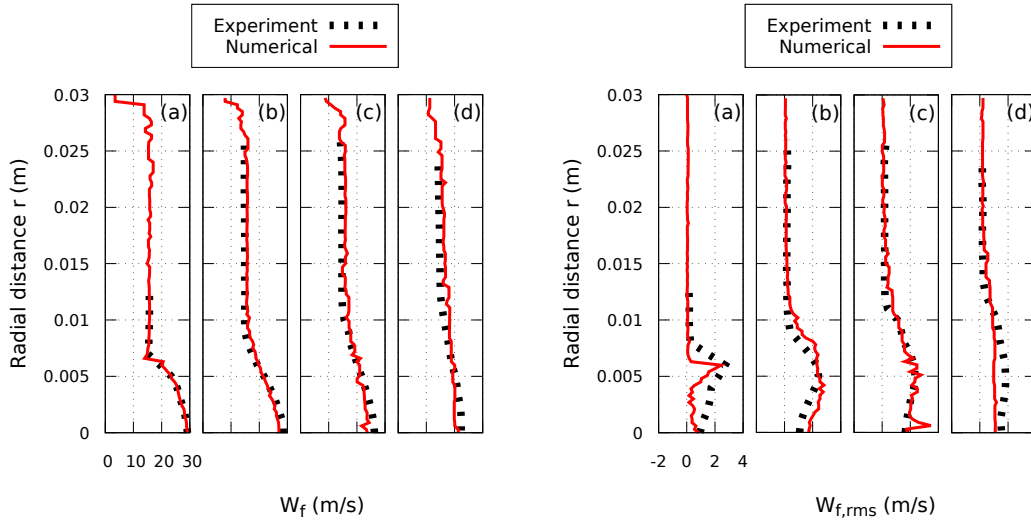 Experiment
Numerical
(a) (b) (c) (d)
0.03
0.025
0.02
0.015
0.01
0.005
0
Radial distance r (m)
0 10 20 30
W_f (m/s)
Experiment
Numerical
(a) (b) (c) (d)
0.03
0.025
0.02
0.015
0.01
0.005
0
Radial distance r (m)
-2 0 2 4
W_f,rms (m/s)